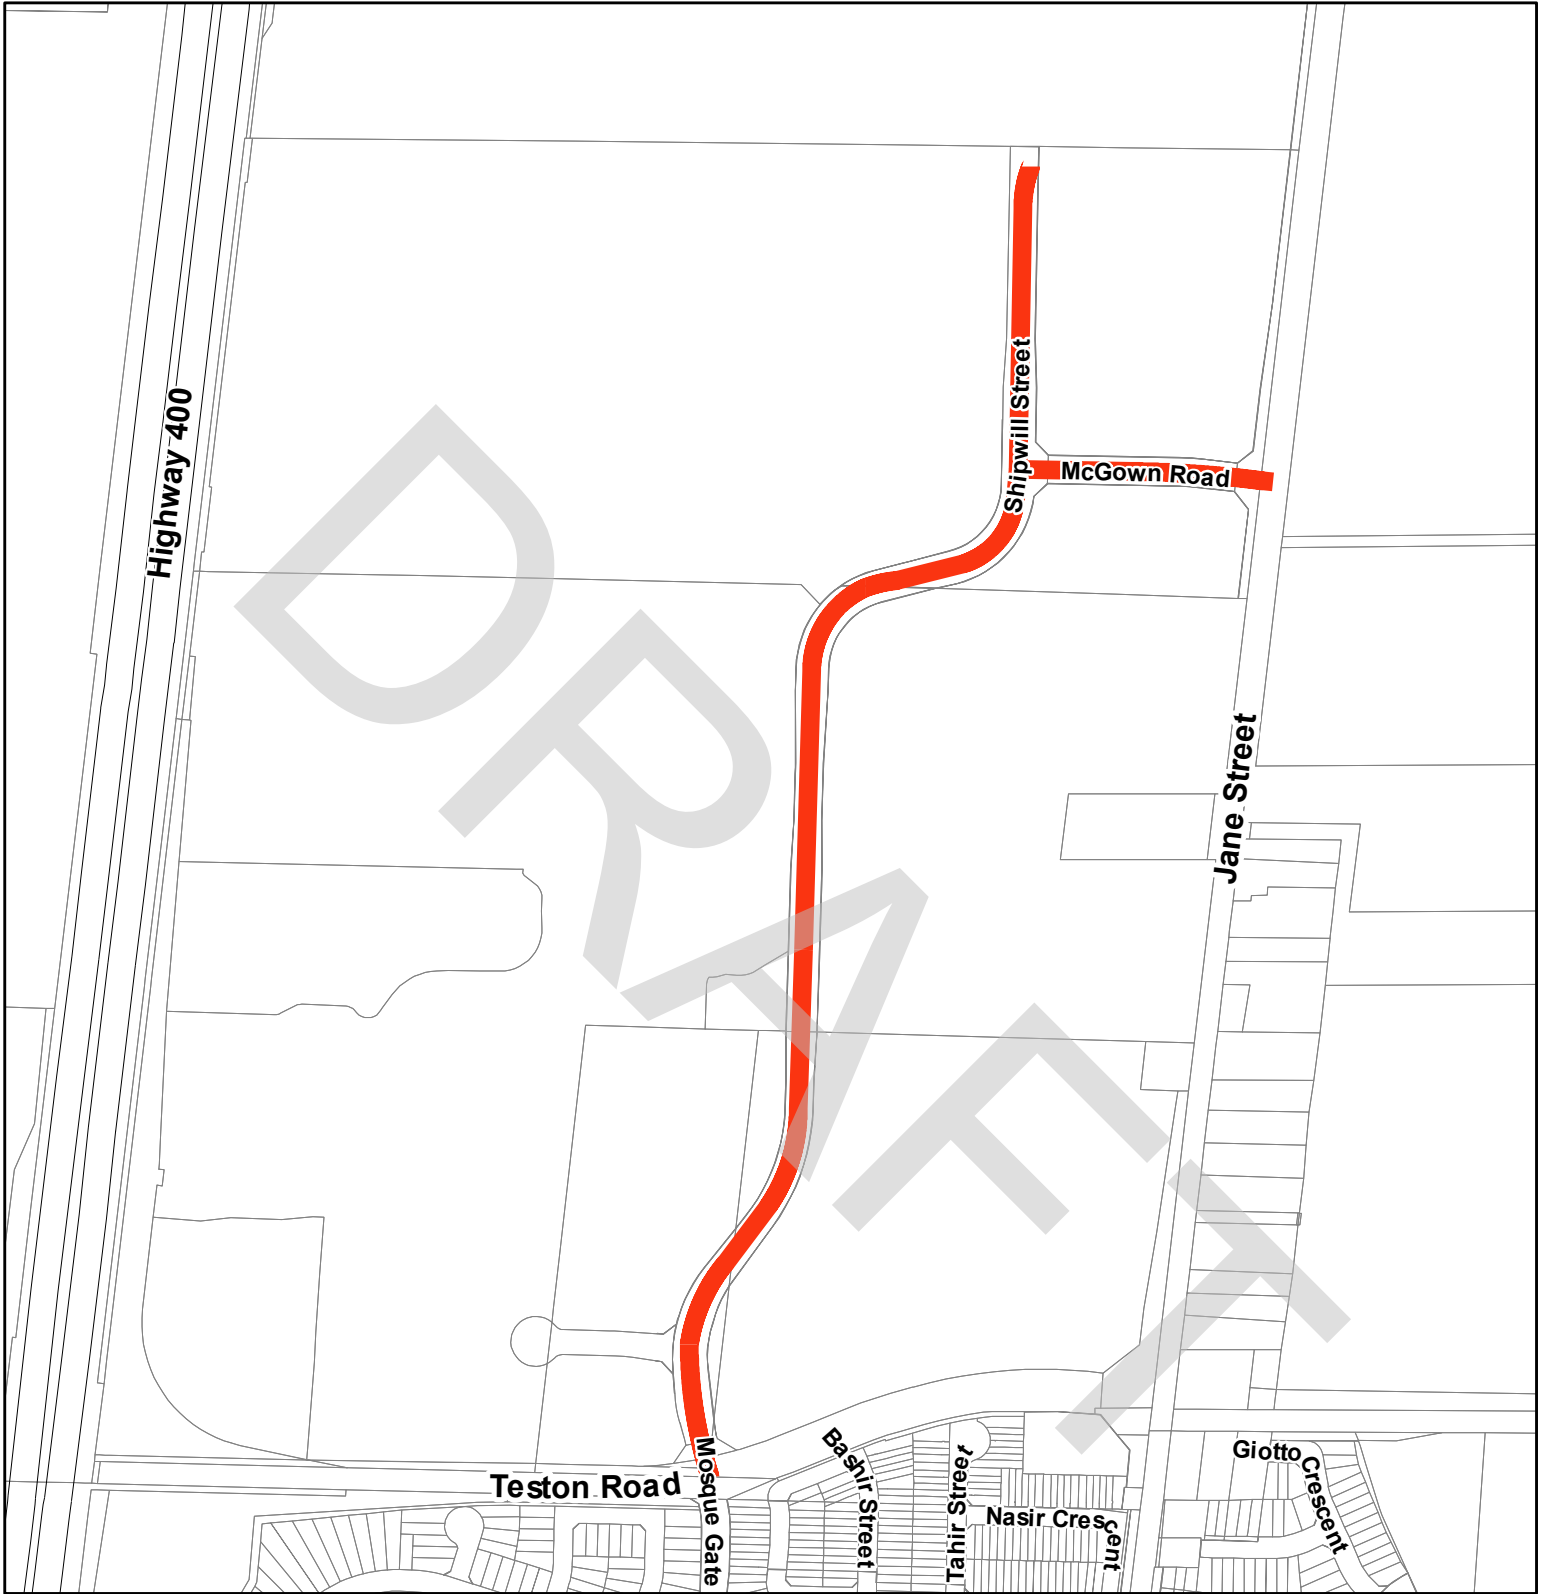 Highway 400
Shipwill Street
McGown Road
DRAFT
Jane Street
Teston Road
Mosque Gate
Bashir Street
Tahir Street
Nasir Crescent
Giotto Crescent